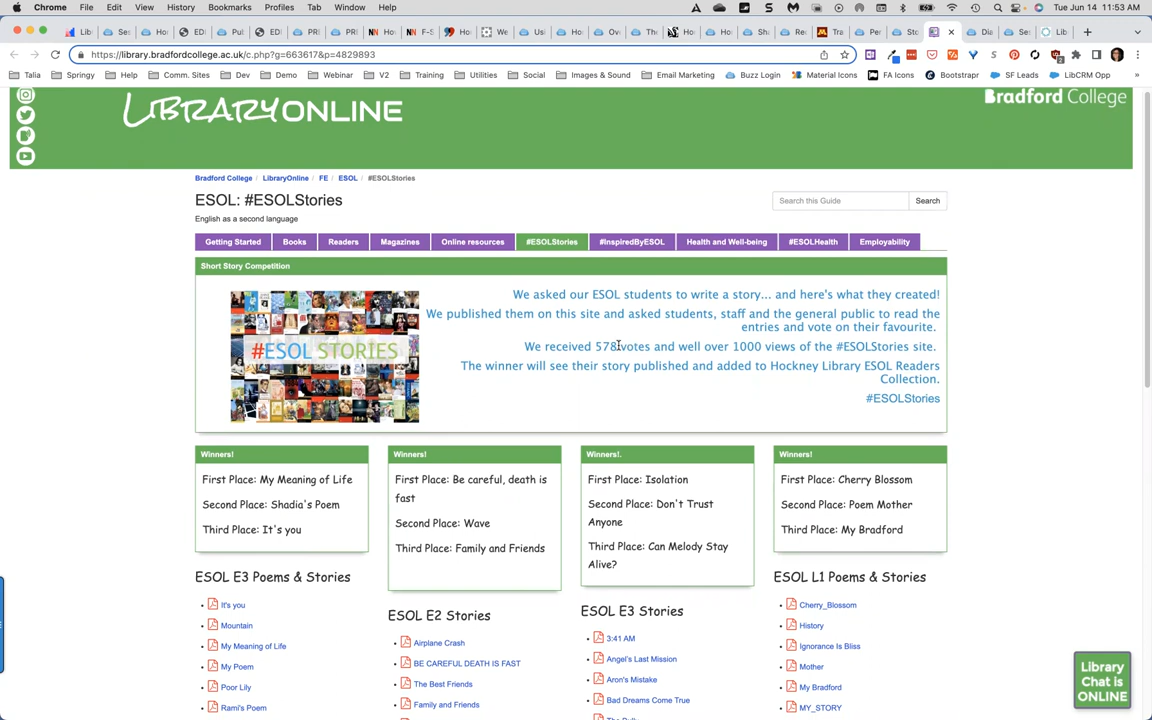 Chrome File Edit View History Bookmarks Profiles Tab Window Help
Tue Jun 14 11:53 AM
https://library.bradfordcollege.ac.uk/c.php?g=663617&p=4829893
Talia Springy Help Comm. Sites Dev Demo Webinar V2 Training Utilities Social Images & Sound Email Marketing Buzz Login Material Icons FA Icons Bootstrapr SF Leads LibCRM Opp »
LIBRARYONLINE
Bradford College
Bradford College / LibraryOnline / FE / ESOL / #ESOLStories
ESOL: #ESOLStories
English as a second language
Search this Guide
Search
Getting Started Books Readers Magazines Online resources #ESOLStories #InspiredByESOL Health and Well-being #ESOLHealth Employability
Short Story Competition
#ESOL STORIES
We asked our ESOL students to write a story... and here's what they created!
We published them on this site and asked students, staff and the general public to read the
entries and vote on their favourite.
We received 578 votes and well over 1000 views of the #ESOLStories site.
The winner will see their story published and added to Hockney Library ESOL Readers
Collection.
#ESOLStories
Winners!
First Place: My Meaning of Life
Second Place: Shadia's Poem
Third Place: It's you
ESOL E3 Poems & Stories
It's you
Mountain
My Meaning of Life
My Poem
Poor Lily
Rami's Poem
Winners!
First Place: Be careful, death is
fast
Second Place: Wave
Third Place: Family and Friends
ESOL E2 Stories
Airplane Crash
BE CAREFUL DEATH IS FAST
The Best Friends
Family and Friends
Winners!.
First Place: Isolation
Second Place: Don't Trust
Anyone
Third Place: Can Melody Stay
Alive?
ESOL E3 Stories
3:41 AM
Angel's Last Mission
Aron's Mistake
Bad Dreams Come True
Winners!
First Place: Cherry Blossom
Second Place: Poem Mother
Third Place: My Bradford
ESOL L1 Poems & Stories
Cherry_Blossom
History
Ignorance Is Bliss
Mother
My Bradford
MY_STORY
Library
Chat is
ONLINE